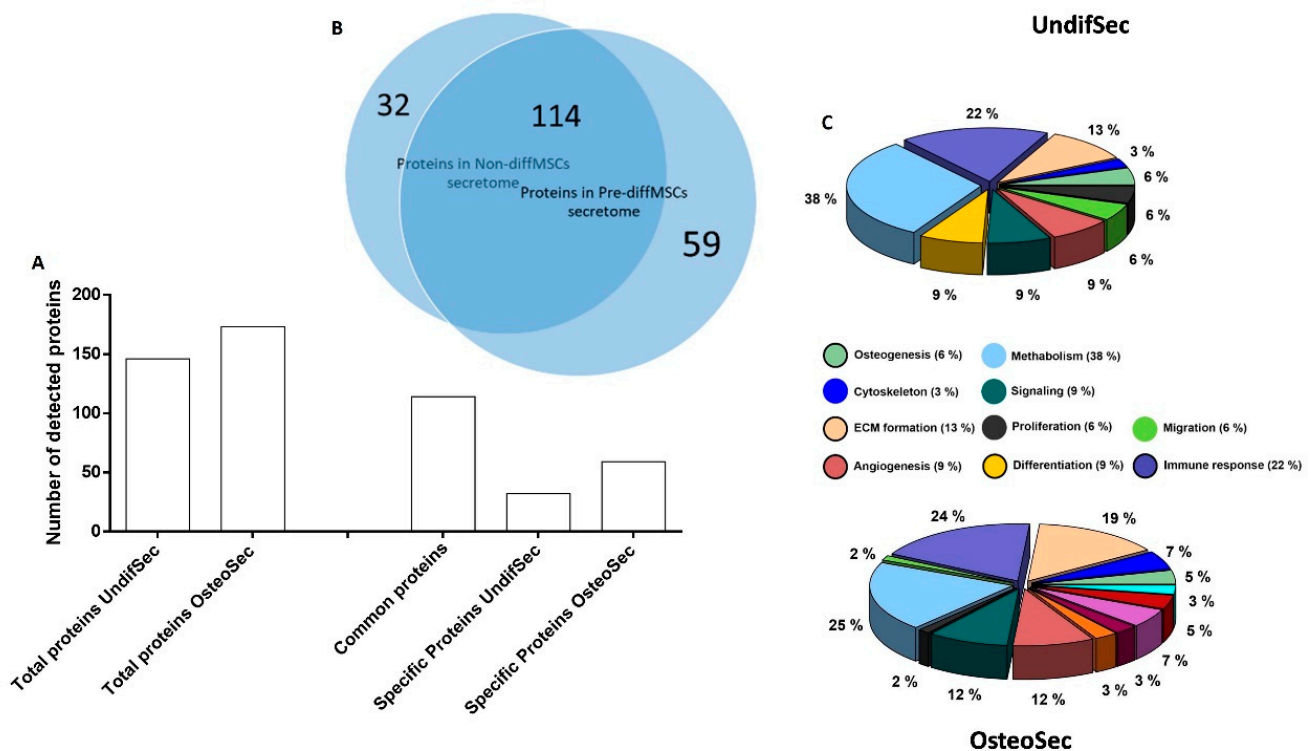 B
32
114
Proteins in Non-diffMSCs
secretome
Proteins in Pre-diffMSCs
secretome
59
A
Number of detected proteins
200
150
100
50
0
Total proteins UndifSec
Total proteins OsteoSec
Common proteins
Specific Proteins UndifSec
Specific Proteins OsteoSec
UndifSec
C
22 %
13 %
3 %
6 %
6 %
6 %
9 %
9 %
9 %
38 %
Osteogenesis (6 %)
Methabolism (38 %)
Cytoskeleton (3 %)
Signaling (9 %)
ECM formation (13 %)
Proliferation (6 %)
Migration (6 %)
Angiogenesis (9 %)
Differentiation (9 %)
Immune response (22 %)
24 %
19 %
7 %
5 %
3 %
5 %
7 %
3 %
3 %
12 %
12 %
2 %
25 %
2 %
OsteoSec